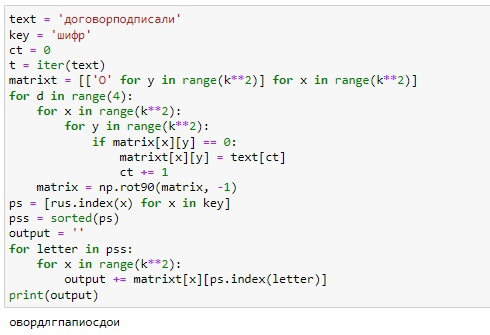 text = 'договорподписали'
key = 'шифр'
ct = 0
t = iter(text)
matrixt = [['O' for y in range(k**2)] for x in range(k**2)]
for d in range(4):
    for x in range(k**2):
        for y in range(k**2):
            if matrix[x][y] == 0:
                matrixt[x][y] = text[ct]
                ct += 1
    matrix = np.rot90(matrix, -1)
ps = [rus.index(x) for x in key]
pss = sorted(ps)
output = ''
for letter in pss:
    for x in range(k**2):
        output += matrixt[x][ps.index(letter)]
print(output)
овордлгпапиосдои